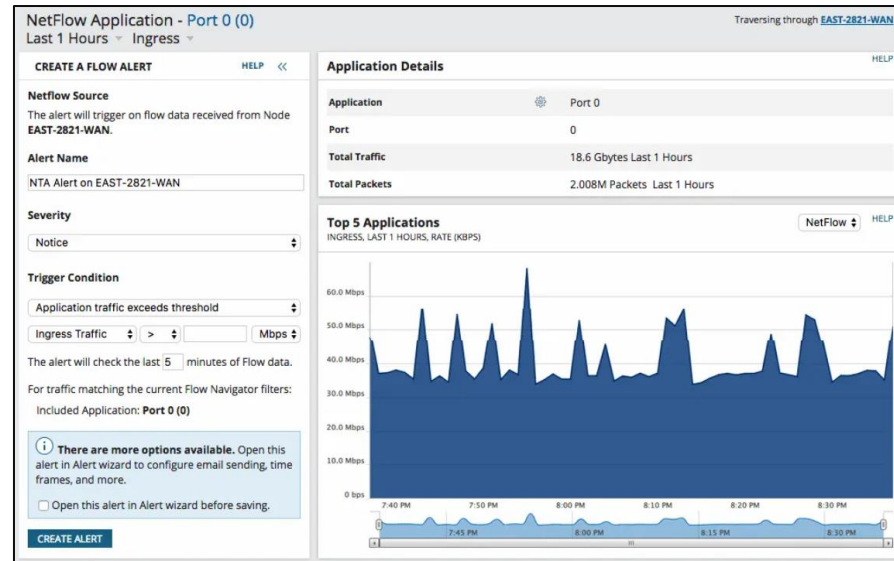 NetFlow Application - Port 0 (0)
Last 1 Hours Ingress
Traversing through EAST-2821-WAN
CREATE A FLOW ALERT HELP <<
Netflow Source
The alert will trigger on flow data received from Node
EAST-2821-WAN.
Alert Name
NTA Alert on EAST-2821-WAN
Severity
Notice
Trigger Condition
Application traffic exceeds threshold
Ingress Traffic > Mbps
The alert will check the last 5 minutes of Flow data.
For traffic matching the current Flow Navigator filters:
Included Application: Port 0 (0)
i There are more options available. Open this
alert in Alert wizard to configure email sending, time
frames, and more.
Open this alert in Alert wizard before saving.
CREATE ALERT
Application Details HELP
Application Port 0
Port 0
Total Traffic 18.6 Gbytes Last 1 Hours
Total Packets 2.008M Packets Last 1 Hours
Top 5 Applications NetFlow HELP
INGRESS, LAST 1 HOURS, RATE (KBPS)
60.0 Mbps
50.0 Mbps
40.0 Mbps
30.0 Mbps
20.0 Mbps
10.0 Mbps
0 bps
7:40 PM 7:50 PM 8:00 PM 8:10 PM 8:20 PM 8:30 PM
7:45 PM 8:00 PM 8:15 PM 8:30 PM